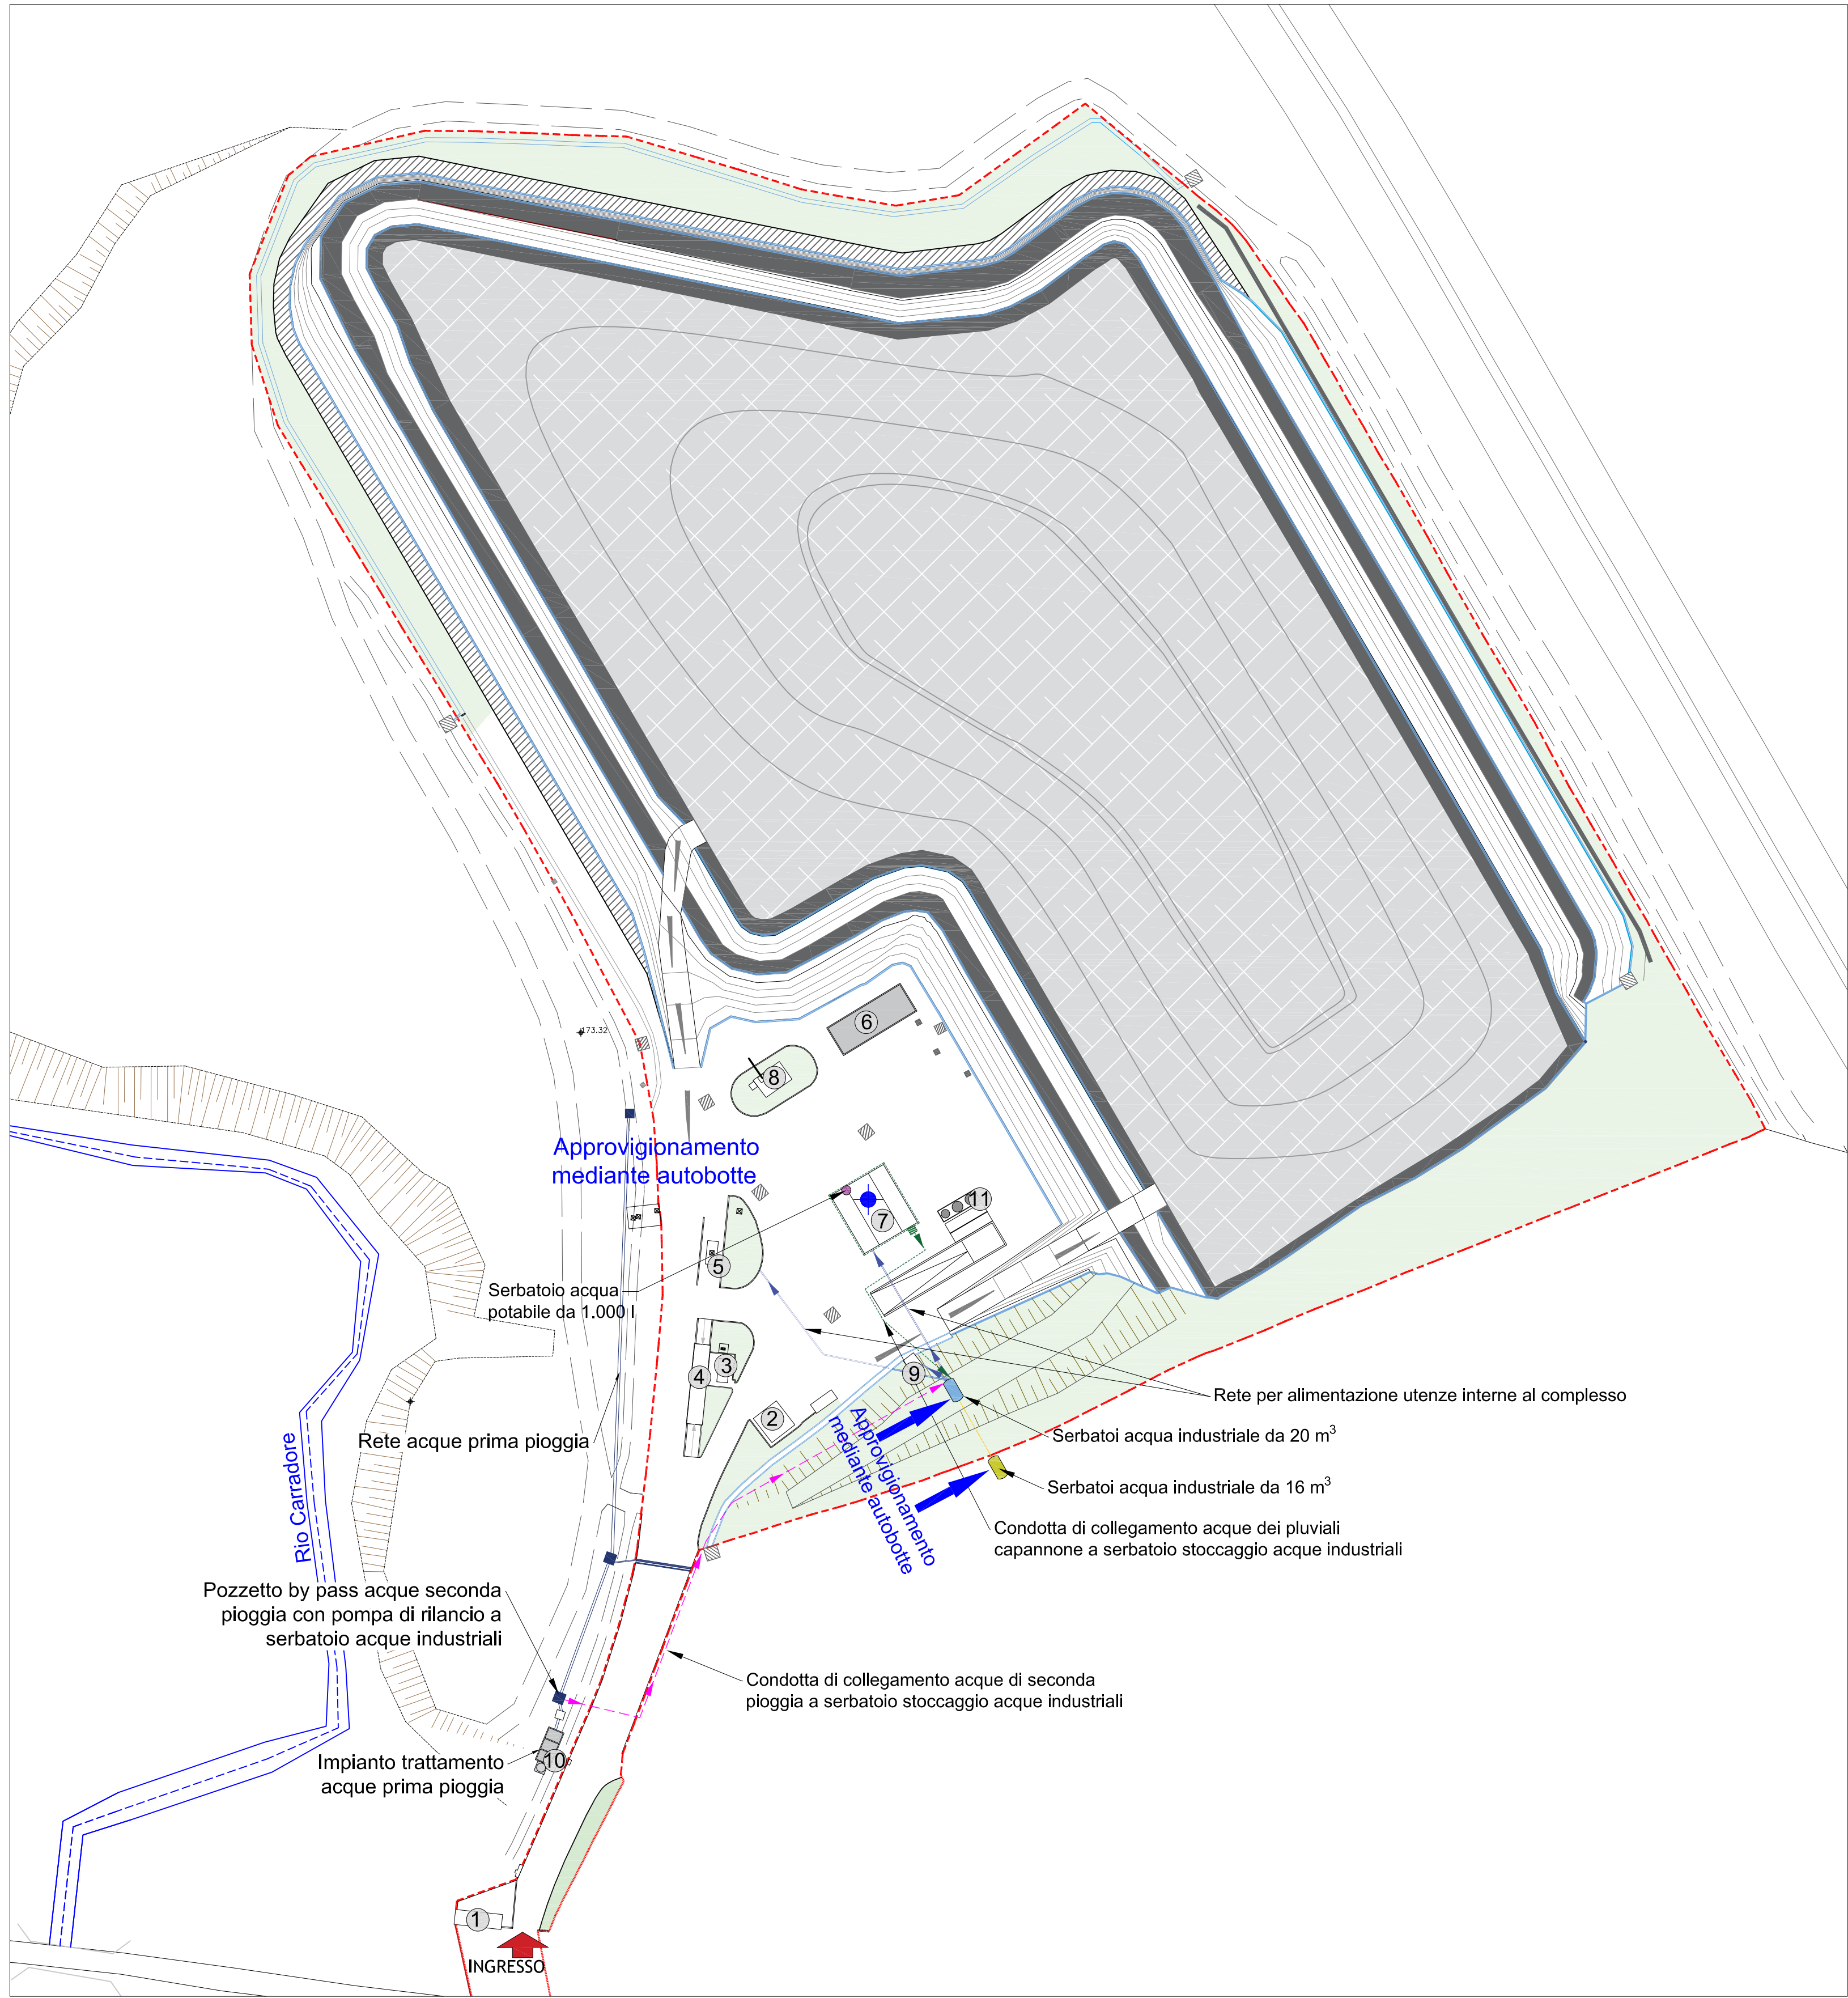 6
173.32
8
Approvigionamento
mediante autobotte
11
7
5
Serbatoio acqua
potabile da 1.000 l
3
4
9
Rete per alimentazione utenze interne al complesso
2
Approvigionamento
mediante autobotte
Serbatoi acqua industriale da 20 m³
Rete acque prima pioggia
Rio Carradore
Serbatoi acqua industriale da 16 m³
Condotta di collegamento acque dei pluviali
capannone a serbatoio stoccaggio acque industriali
Pozzetto by pass acque seconda
pioggia con pompa di rilancio a
serbatoio acque industriali
Condotta di collegamento acque di seconda
pioggia a serbatoio stoccaggio acque industriali
Impianto trattamento
acque prima pioggia
10
1
INGRESSO